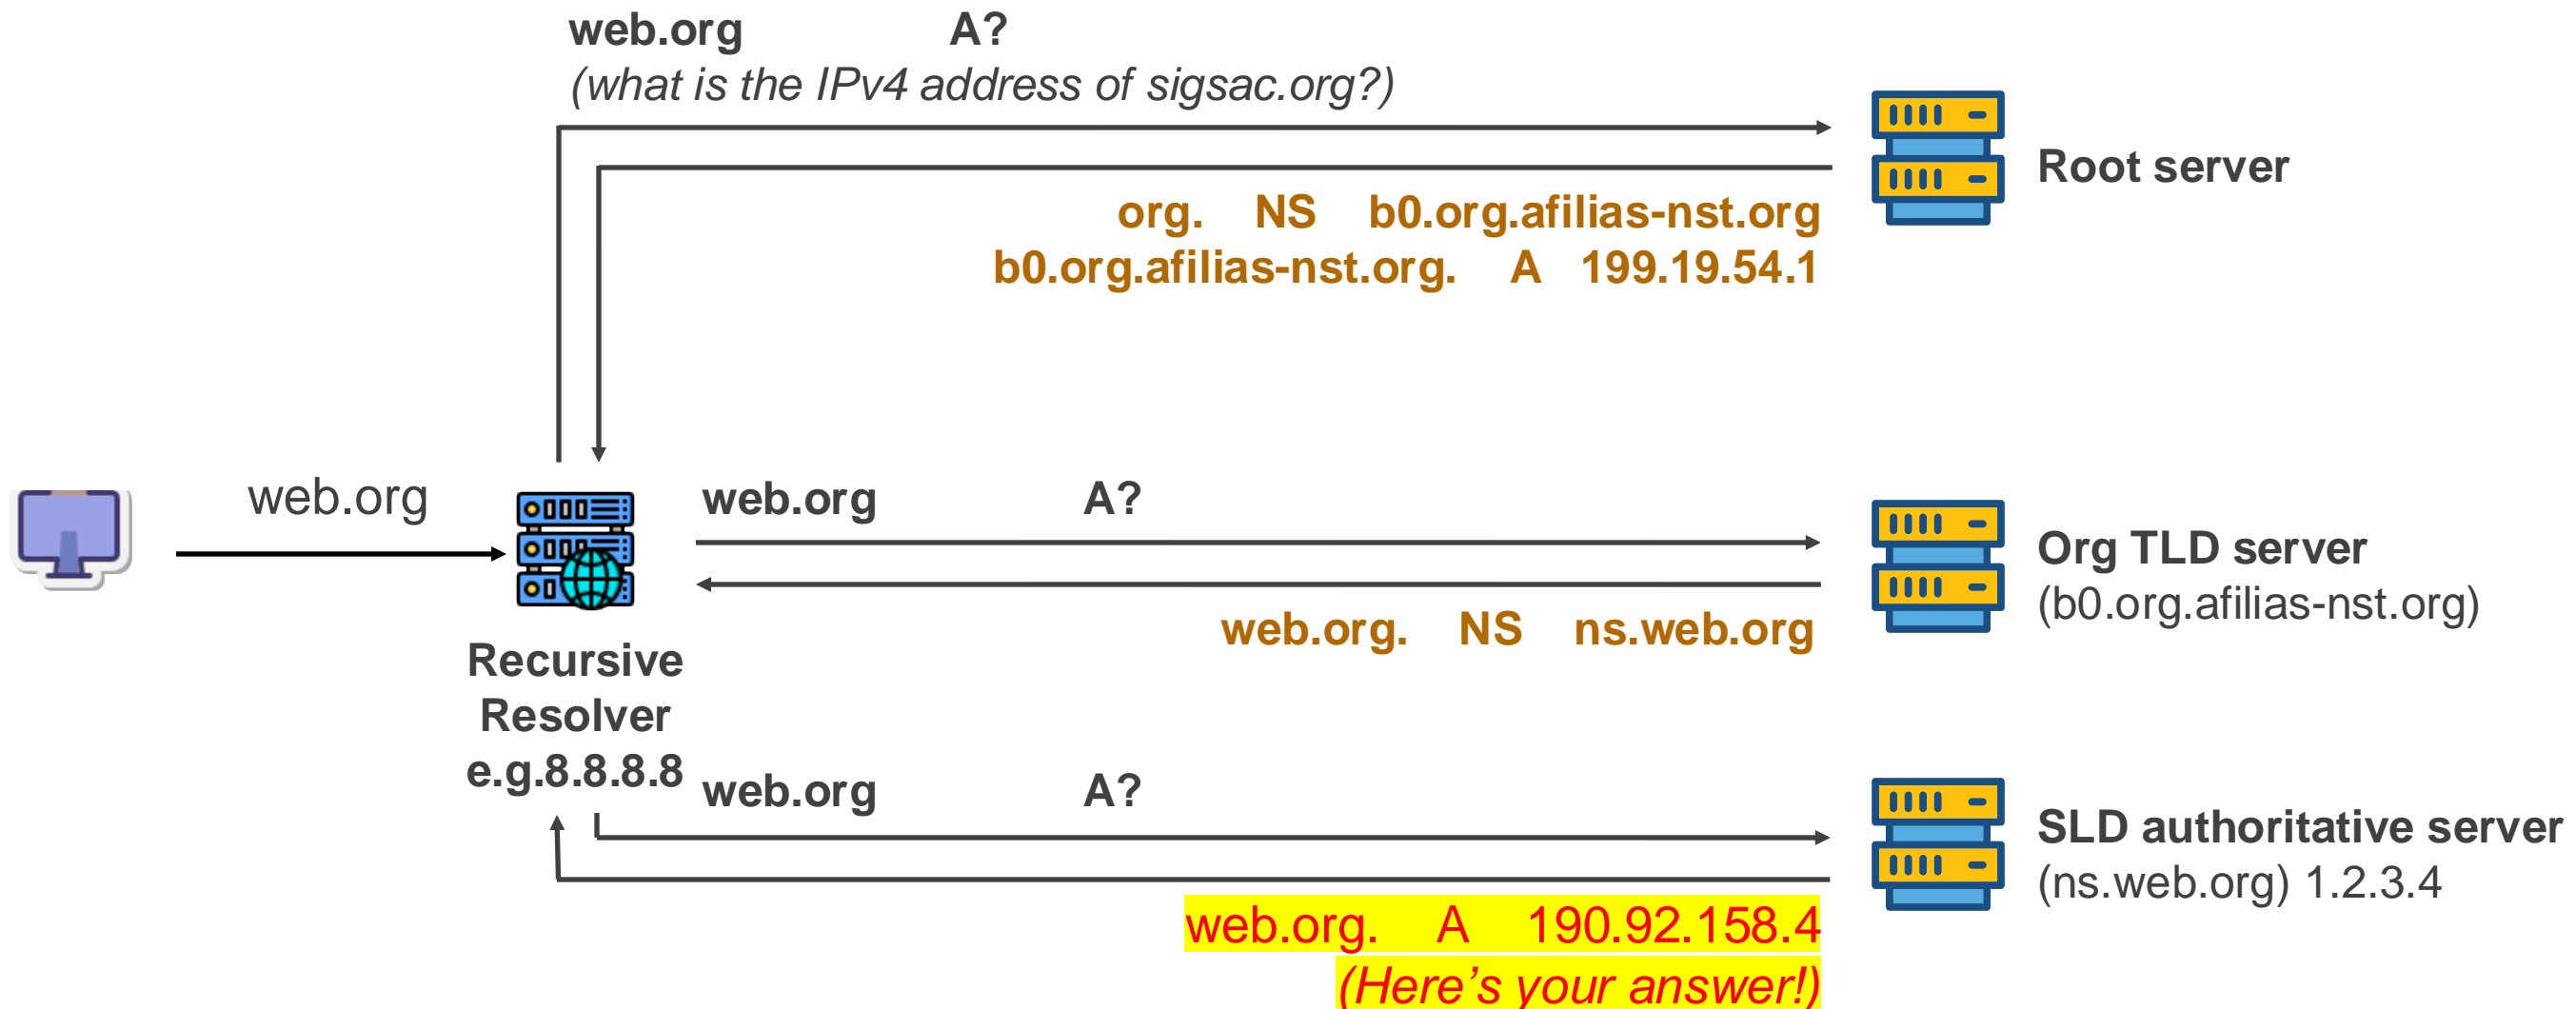 web.org A?
(what is the IPv4 address of sigsac.org?)
Root server
org. NS b0.org.afilias-nst.org
b0.org.afilias-nst.org. A 199.19.54.1
web.org
web.org A?
Org TLD server
(b0.org.afilias-nst.org)
web.org. NS ns.web.org
Recursive
Resolver
e.g.8.8.8.8
web.org A?
SLD authoritative server
(ns.web.org) 1.2.3.4
web.org. A 190.92.158.4
(Here’s your answer!)